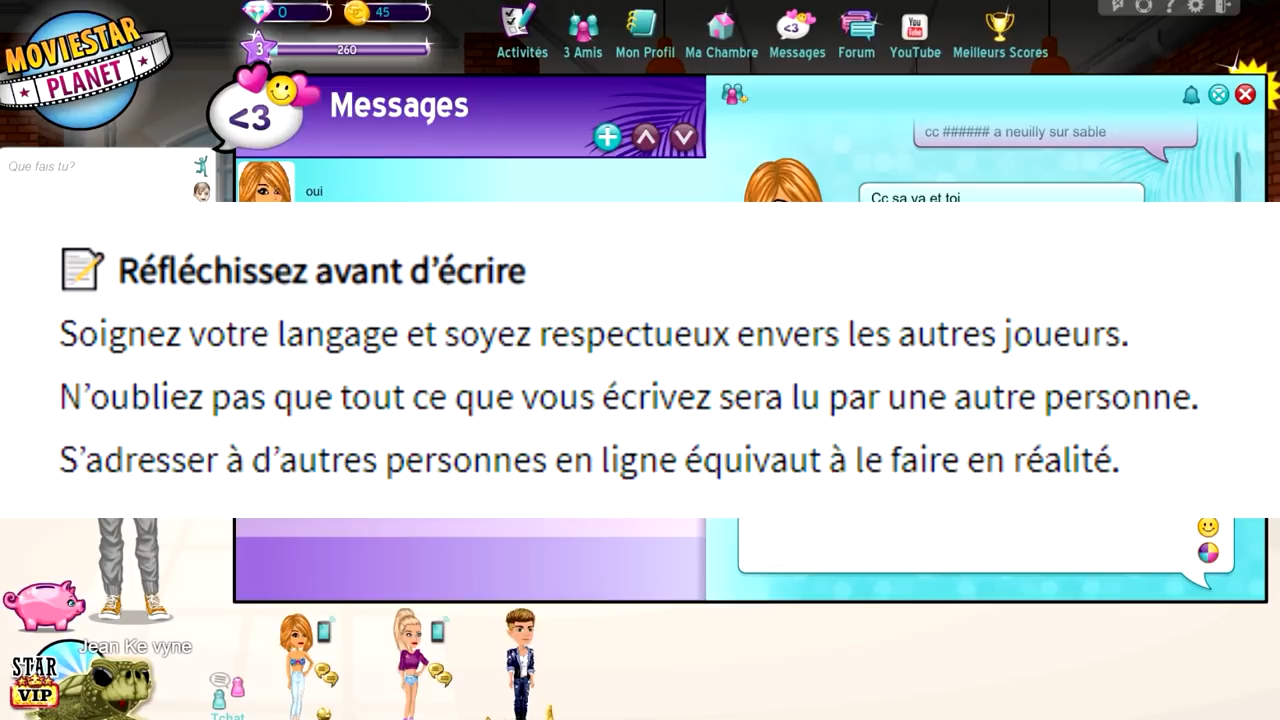 MOVIESTAR
PLANET
0
45
3
260
Activités
3 Amis
Mon Profil
Ma Chambre
<3
Messages
Forum
You
Tube
YouTube
Meilleurs Scores
<3
Messages
cc ###### a neuilly sur sable
Que fais tu?
oui
Cc sa va et toi
Réfléchissez avant d’écrire
Soignez votre langage et soyez respectueux envers les autres joueurs.
N’oubliez pas que tout ce que vous écrivez sera lu par une autre personne.
S’adresser à d’autres personnes en ligne équivaut à le faire en réalité.
Jean Ke vyne
STAR
VIP
Tchat